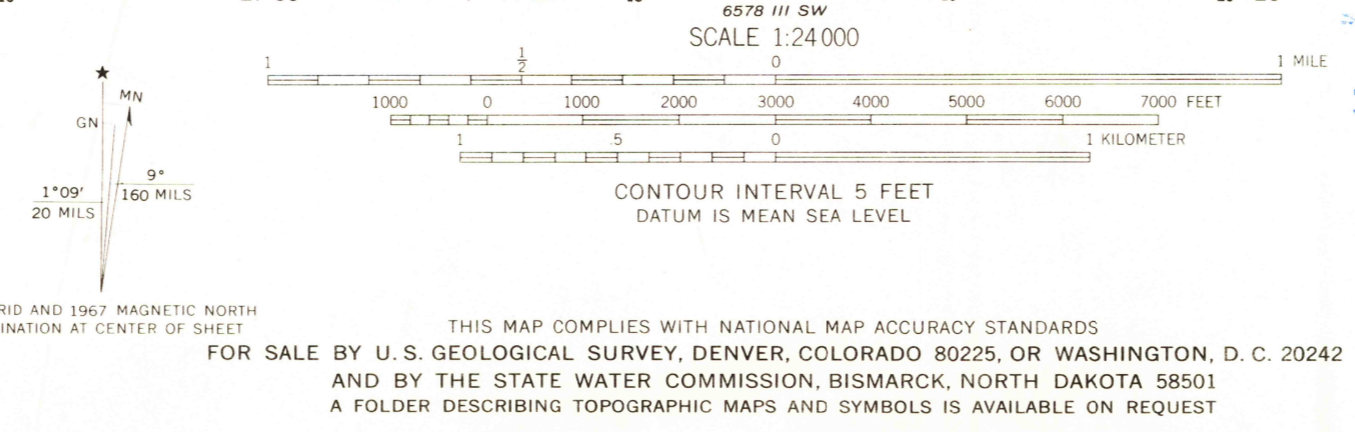 6578 III SW
SCALE 1:24 000
1 ½ 0 1 MILE
1000 0 1000 2000 3000 4000 5000 6000 7000 FEET
1 .5 0 1 KILOMETER
CONTOUR INTERVAL 5 FEET
DATUM IS MEAN SEA LEVEL
★
MN
GN
1°09'
20 MILS
9°
160 MILS
RID AND 1967 MAGNETIC NORTH
INATION AT CENTER OF SHEET
THIS MAP COMPLIES WITH NATIONAL MAP ACCURACY STANDARDS
FOR SALE BY U. S. GEOLOGICAL SURVEY, DENVER, COLORADO 80225, OR WASHINGTON, D. C. 20242
AND BY THE STATE WATER COMMISSION, BISMARCK, NORTH DAKOTA 58501
A FOLDER DESCRIBING TOPOGRAPHIC MAPS AND SYMBOLS IS AVAILABLE ON REQUEST